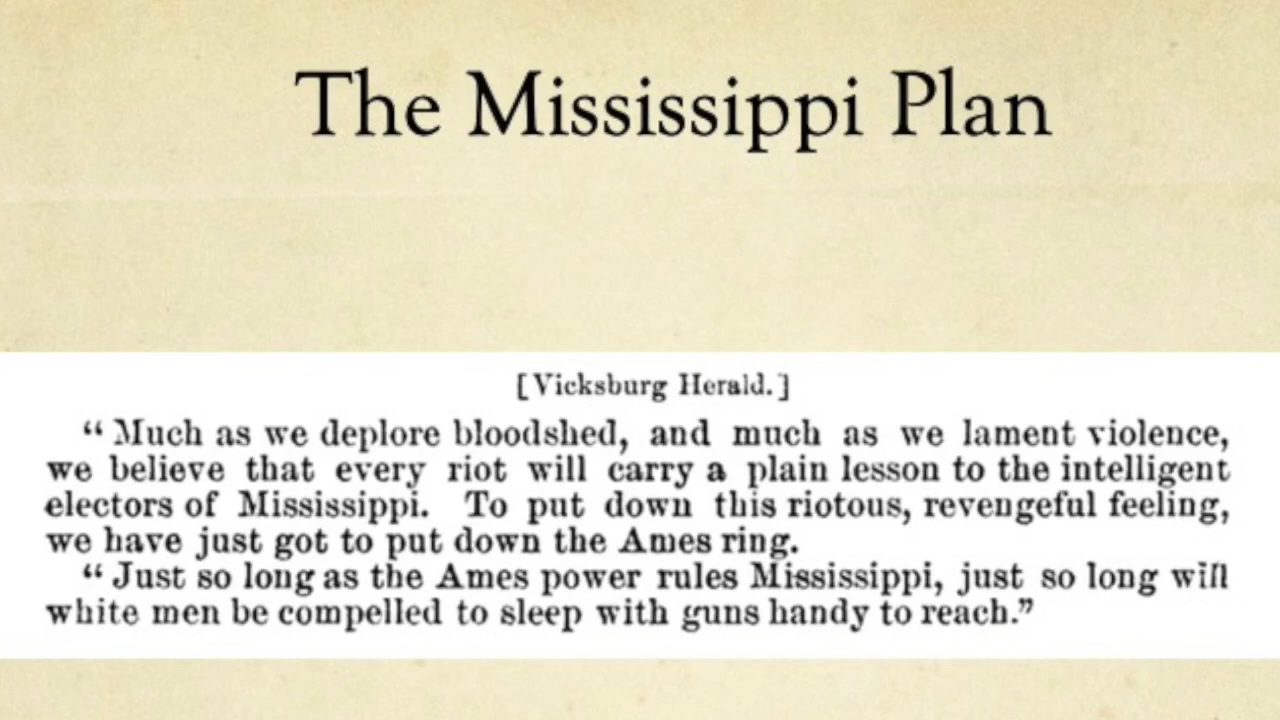 The Mississippi Plan
[Vicksburg Herald.]
“ Much as we deplore bloodshed, and much as we lament violence,
we believe that every riot will carry a plain lesson to the intelligent
electors of Mississippi. To put down this riotous, revengeful feeling,
we have just got to put down the Ames ring.
“ Just so long as the Ames power rules Mississippi, just so long will
white men be compelled to sleep with guns handy to reach.”